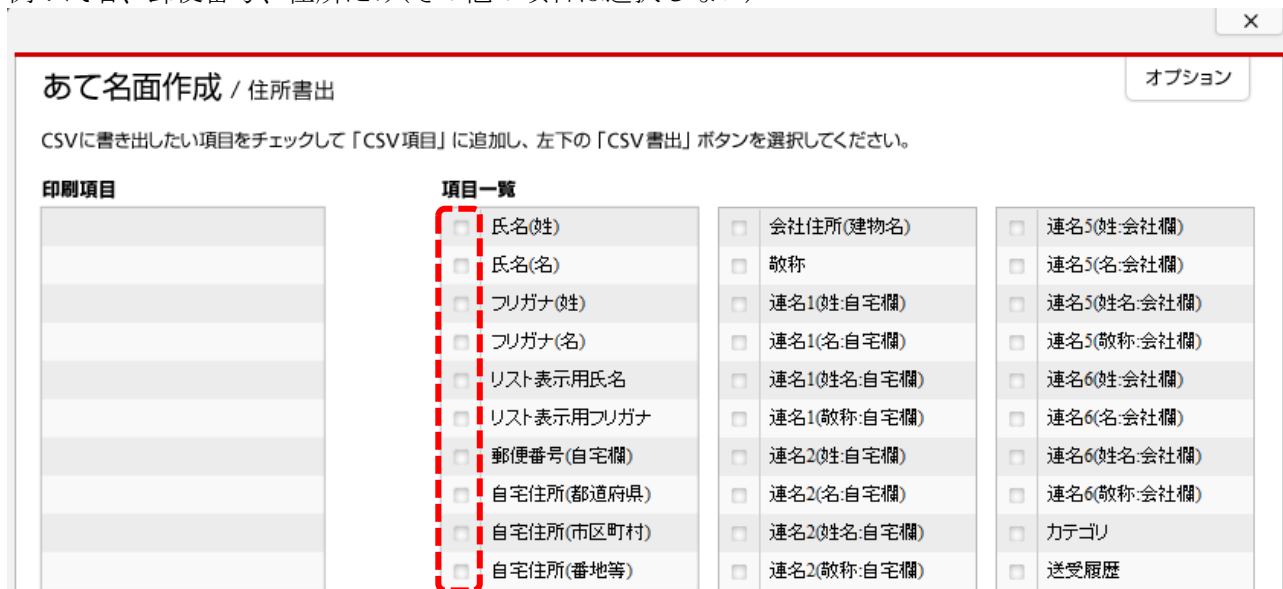 ×
あて名面作成 / 住所書出
オプション
CSVに書き出したい項目をチェックして「CSV項目」に追加し、左下の「CSV書出」ボタンを選択してください。
印刷項目
項目一覧
氏名(姓)
氏名(名)
フリガナ(姓)
フリガナ(名)
リスト表示用氏名
リスト表示用フリガナ
郵便番号(自宅欄)
自宅住所(都道府県)
自宅住所(市区町村)
自宅住所(番地等)
会社住所(建物名)
敬称
連名1(姓:自宅欄)
連名1(名:自宅欄)
連名1(姓名:自宅欄)
連名1(敬称:自宅欄)
連名2(姓:自宅欄)
連名2(名:自宅欄)
連名2(姓名:自宅欄)
連名2(敬称:自宅欄)
連名5(姓:会社欄)
連名5(名:会社欄)
連名5(姓名:会社欄)
連名5(敬称:会社欄)
連名6(姓:会社欄)
連名6(名:会社欄)
連名6(姓名:会社欄)
連名6(敬称:会社欄)
カテゴリ
送受履歴